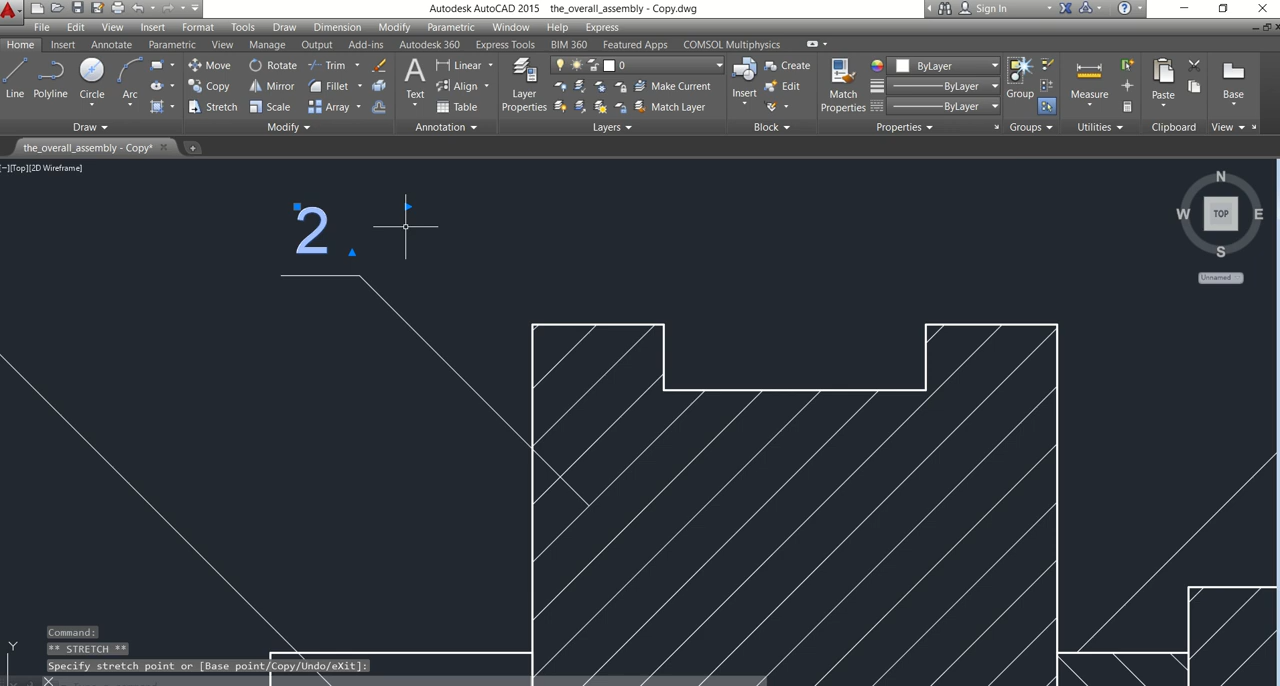 Autodesk AutoCAD 2015 the_overall_assembly - Copy.dwg
Sign In
File Edit View Insert Format Tools Draw Dimension Modify Parametric Window Help Express
Home Insert Annotate Parametric View Manage Output Add-ins Autodesk 360 Express Tools BIM 360 Featured Apps COMSOL Multiphysics
Line Polyline Circle Arc
Move Rotate Trim
Copy Mirror Fillet
Stretch Scale Array
Text
Linear
Align
Table
Layer Properties
0
Make Current
Match Layer
Insert
Create
Edit
Match Properties
ByLayer
ByLayer
ByLayer
Group
Measure
Paste
Base
Draw Modify Annotation Layers Block Properties Groups Utilities Clipboard View
the_overall_assembly - Copy*
[−][Top][2D Wireframe]
2
N
W TOP E
S
Unnamed
Y
Command:
** STRETCH **
Specify stretch point or [Base point/Copy/Undo/eXit]: